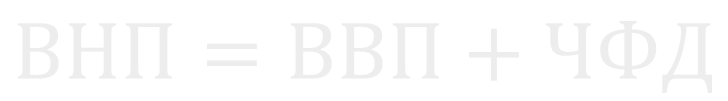 ВНП = ВВП + ЧФД